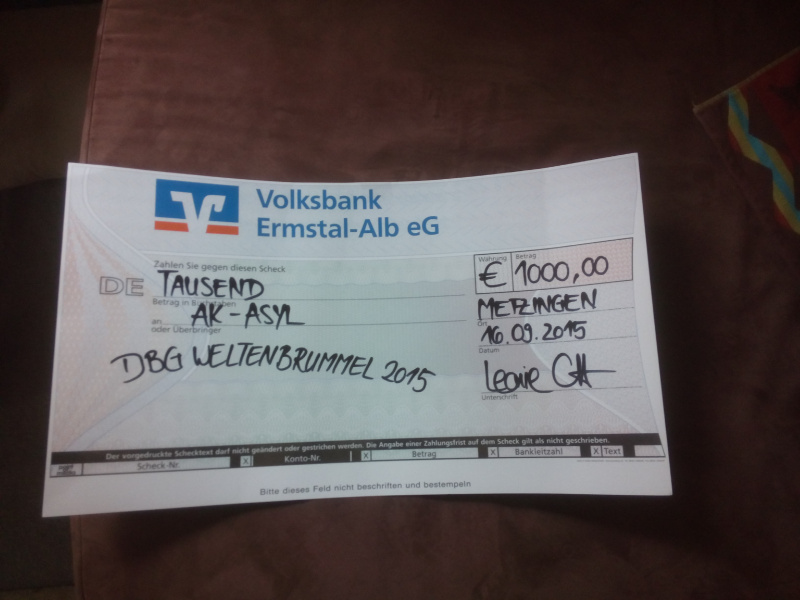 Volksbank
Ermstal-Alb eG
Zahlen Sie gegen diesen Scheck
Währung Betrag
€ 1000,00
DE TAUSEND
Betrag in Buchstaben
METZINGEN
Ort
an AK-ASYL
oder Überbringer
16.09.2015
Datum
DBG WELTENBRUMMEL 2015
Leonie
Unterschrift
Der vorgedruckte Schecktext darf nicht geändert oder gestrichen werden. Die Angabe einer Zahlungsfrist auf dem Scheck gilt als nicht geschrieben.
Scheck-Nr. X Konto-Nr. X Betrag X Bankleitzahl X Text
Bitte dieses Feld nicht beschriften und bestempeln